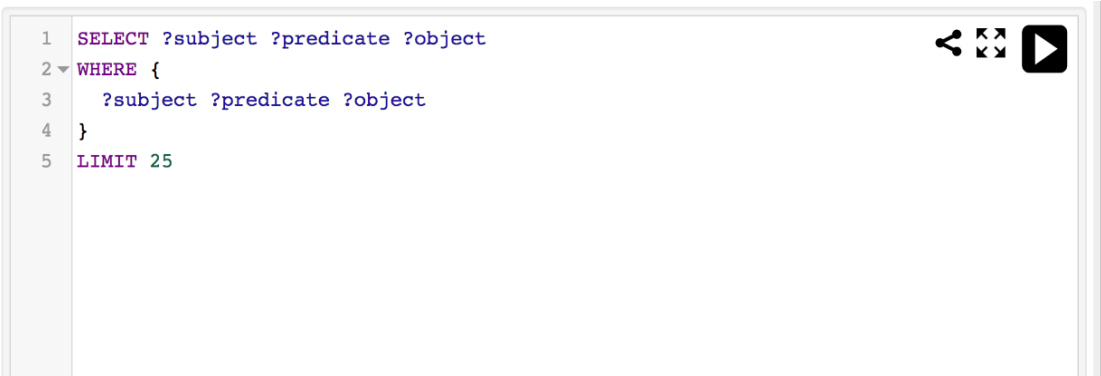 1 SELECT ?subject ?predicate ?object
2 WHERE {
3 ?subject ?predicate ?object
4 }
5 LIMIT 25